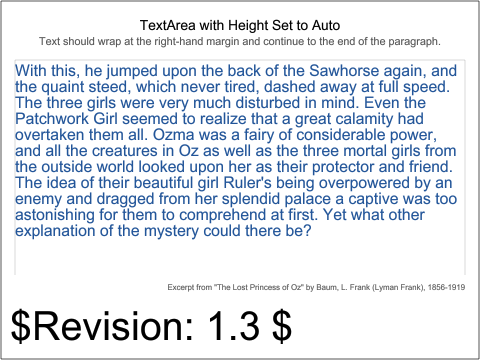 TextArea with Height Set to Auto
Text should wrap at the right-hand margin and continue to the end of the paragraph.
With this, he jumped upon the back of the Sawhorse again, and
the quaint steed, which never tired, dashed away at full speed.
The three girls were very much disturbed in mind. Even the
Patchwork Girl seemed to realize that a great calamity had
overtaken them all. Ozma was a fairy of considerable power,
and all the creatures in Oz as well as the three mortal girls from
the outside world looked upon her as their protector and friend.
The idea of their beautiful girl Ruler's being overpowered by an
enemy and dragged from her splendid palace a captive was too
astonishing for them to comprehend at first. Yet what other
explanation of the mystery could there be?
Excerpt from "The Lost Princess of Oz" by Baum, L. Frank (Lyman Frank), 1856-1919
$Revision: 1.3 $